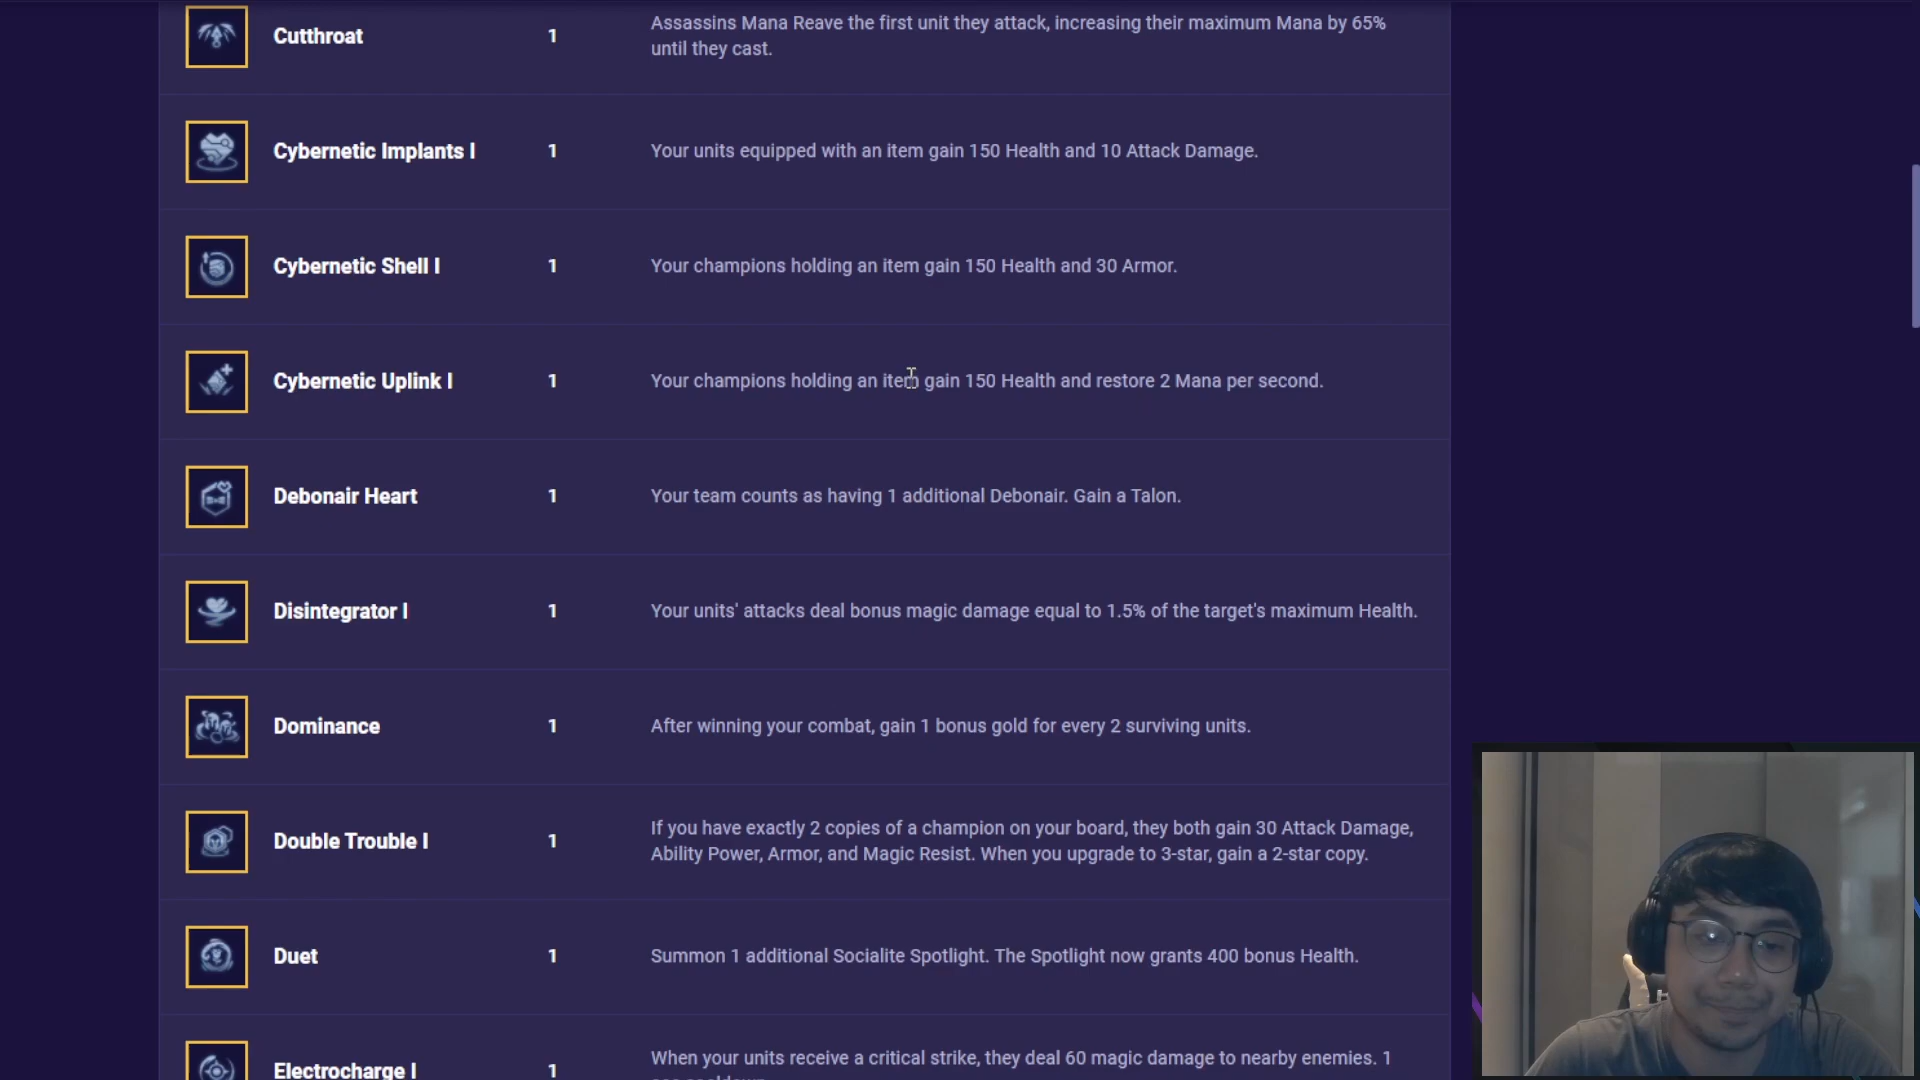 Cutthroat 1 Assassins Mana Reave the first unit they attack, increasing their maximum Mana by 65%
until they cast.
Cybernetic Implants I 1 Your units equipped with an item gain 150 Health and 10 Attack Damage.
Cybernetic Shell I 1 Your champions holding an item gain 150 Health and 30 Armor.
Cybernetic Uplink I 1 Your champions holding an item gain 150 Health and restore 2 Mana per second.
Debonair Heart 1 Your team counts as having 1 additional Debonair. Gain a Talon.
Disintegrator I 1 Your units' attacks deal bonus magic damage equal to 1.5% of the target's maximum Health.
Dominance 1 After winning your combat, gain 1 bonus gold for every 2 surviving units.
Double Trouble I 1 If you have exactly 2 copies of a champion on your board, they both gain 30 Attack Damage,
Ability Power, Armor, and Magic Resist. When you upgrade to 3-star, gain a 2-star copy.
Duet 1 Summon 1 additional Socialite Spotlight. The Spotlight now grants 400 bonus Health.
Electrocharge I 1 When your units receive a critical strike, they deal 60 magic damage to nearby enemies. 1